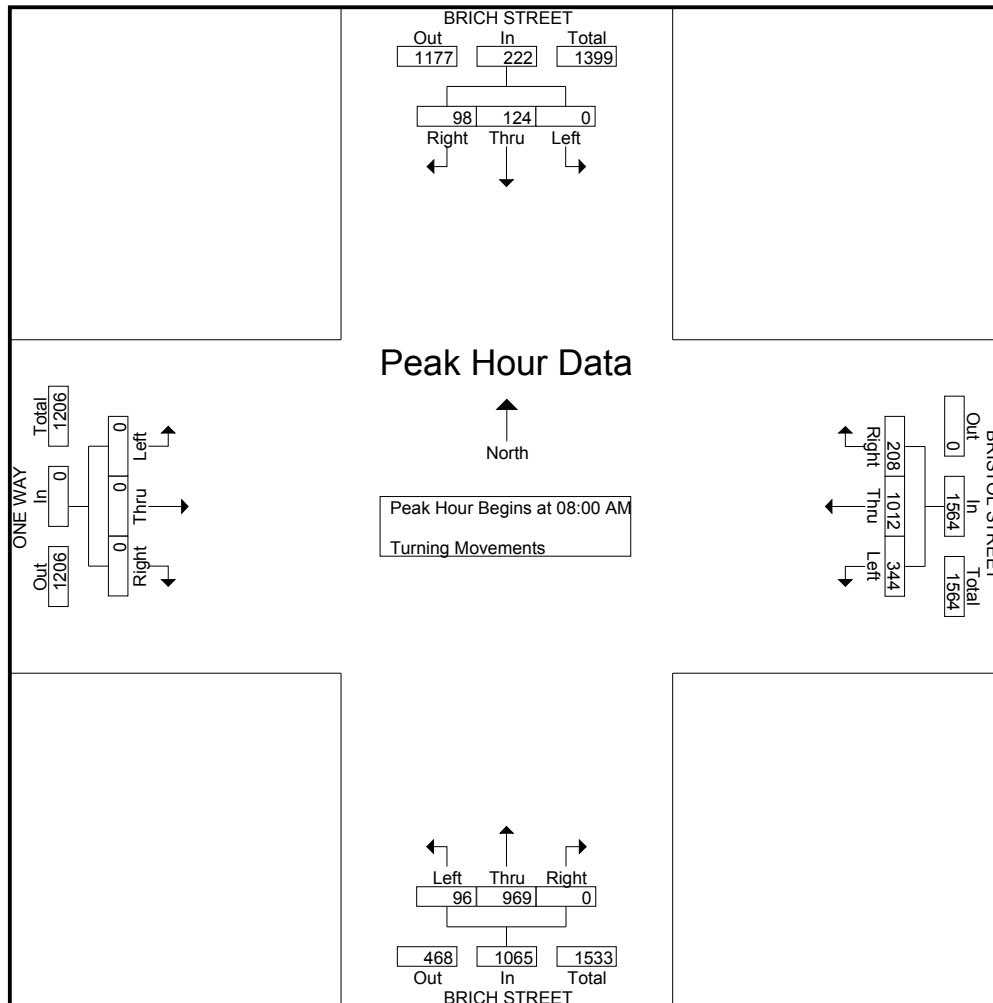 BRICH STREET
Out In Total
1177 222 1399
98 124 0
Right Thru Left
Peak Hour Data
North
Peak Hour Begins at 08:00 AM
Turning Movements
ONE WAY
Total In Out
1206 0 1206
0 0 0
Left Thru Right
BRISTOL STREET
Out In Total
0 1564 1564
208 1012 344
Right Thru Left
Left Thru Right
96 969 0
468 1065 1533
Out In Total
BRICH STREET